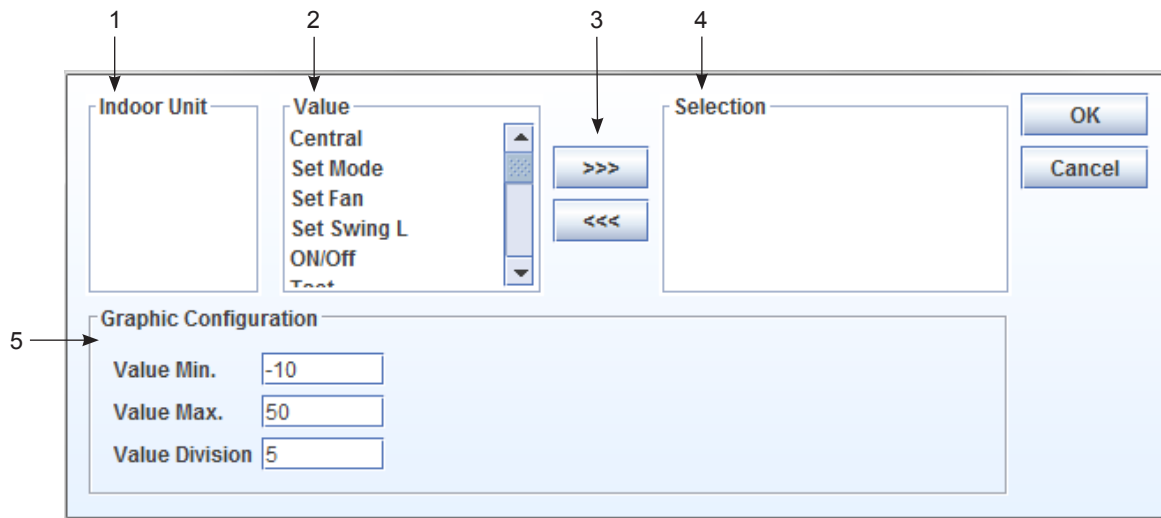 1 2 3 4
Indoor Unit
Value
Central
Set Mode
Set Fan
Set Swing L
ON/Off
>>>
<<<
Selection
OK
Cancel
5
Graphic Configuration
Value Min. -10
Value Max. 50
Value Division 5